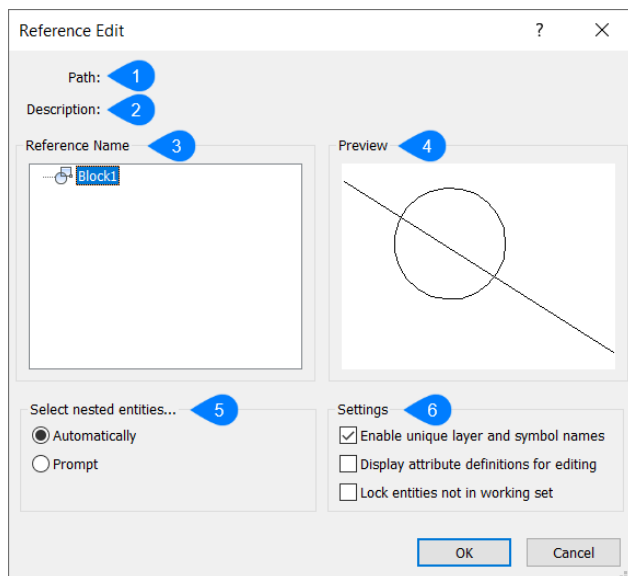 Reference Edit
?
Path: 1
Description: 2
Reference Name 3
Block1
Preview 4
Select nested entities... 5
Automatically
Prompt
Settings 6
Enable unique layer and symbol names
Display attribute definitions for editing
Lock entities not in working set
OK
Cancel